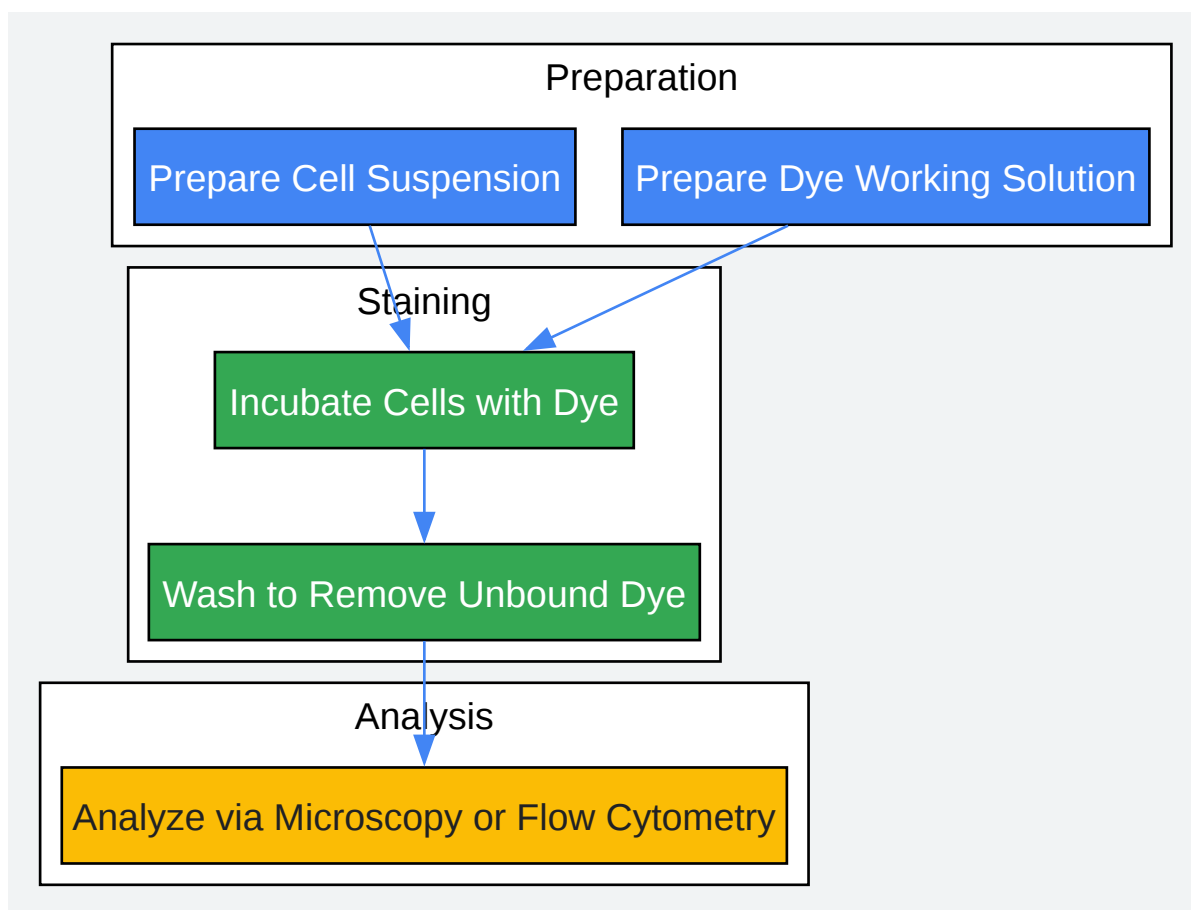 Preparation
Prepare Cell Suspension
Prepare Dye Working Solution
Staining
Incubate Cells with Dye
Wash to Remove Unbound Dye
Analysis
Analyze via Microscopy or Flow Cytometry